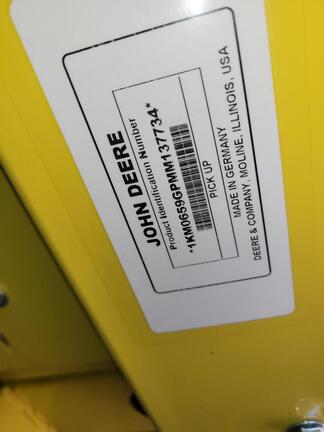 JOHN DEERE
Product Identification Number
*1KM0659GPMM137734*
PICK UP
MADE IN GERMANY
DEERE & COMPANY, MOLINE, ILLINOIS, USA